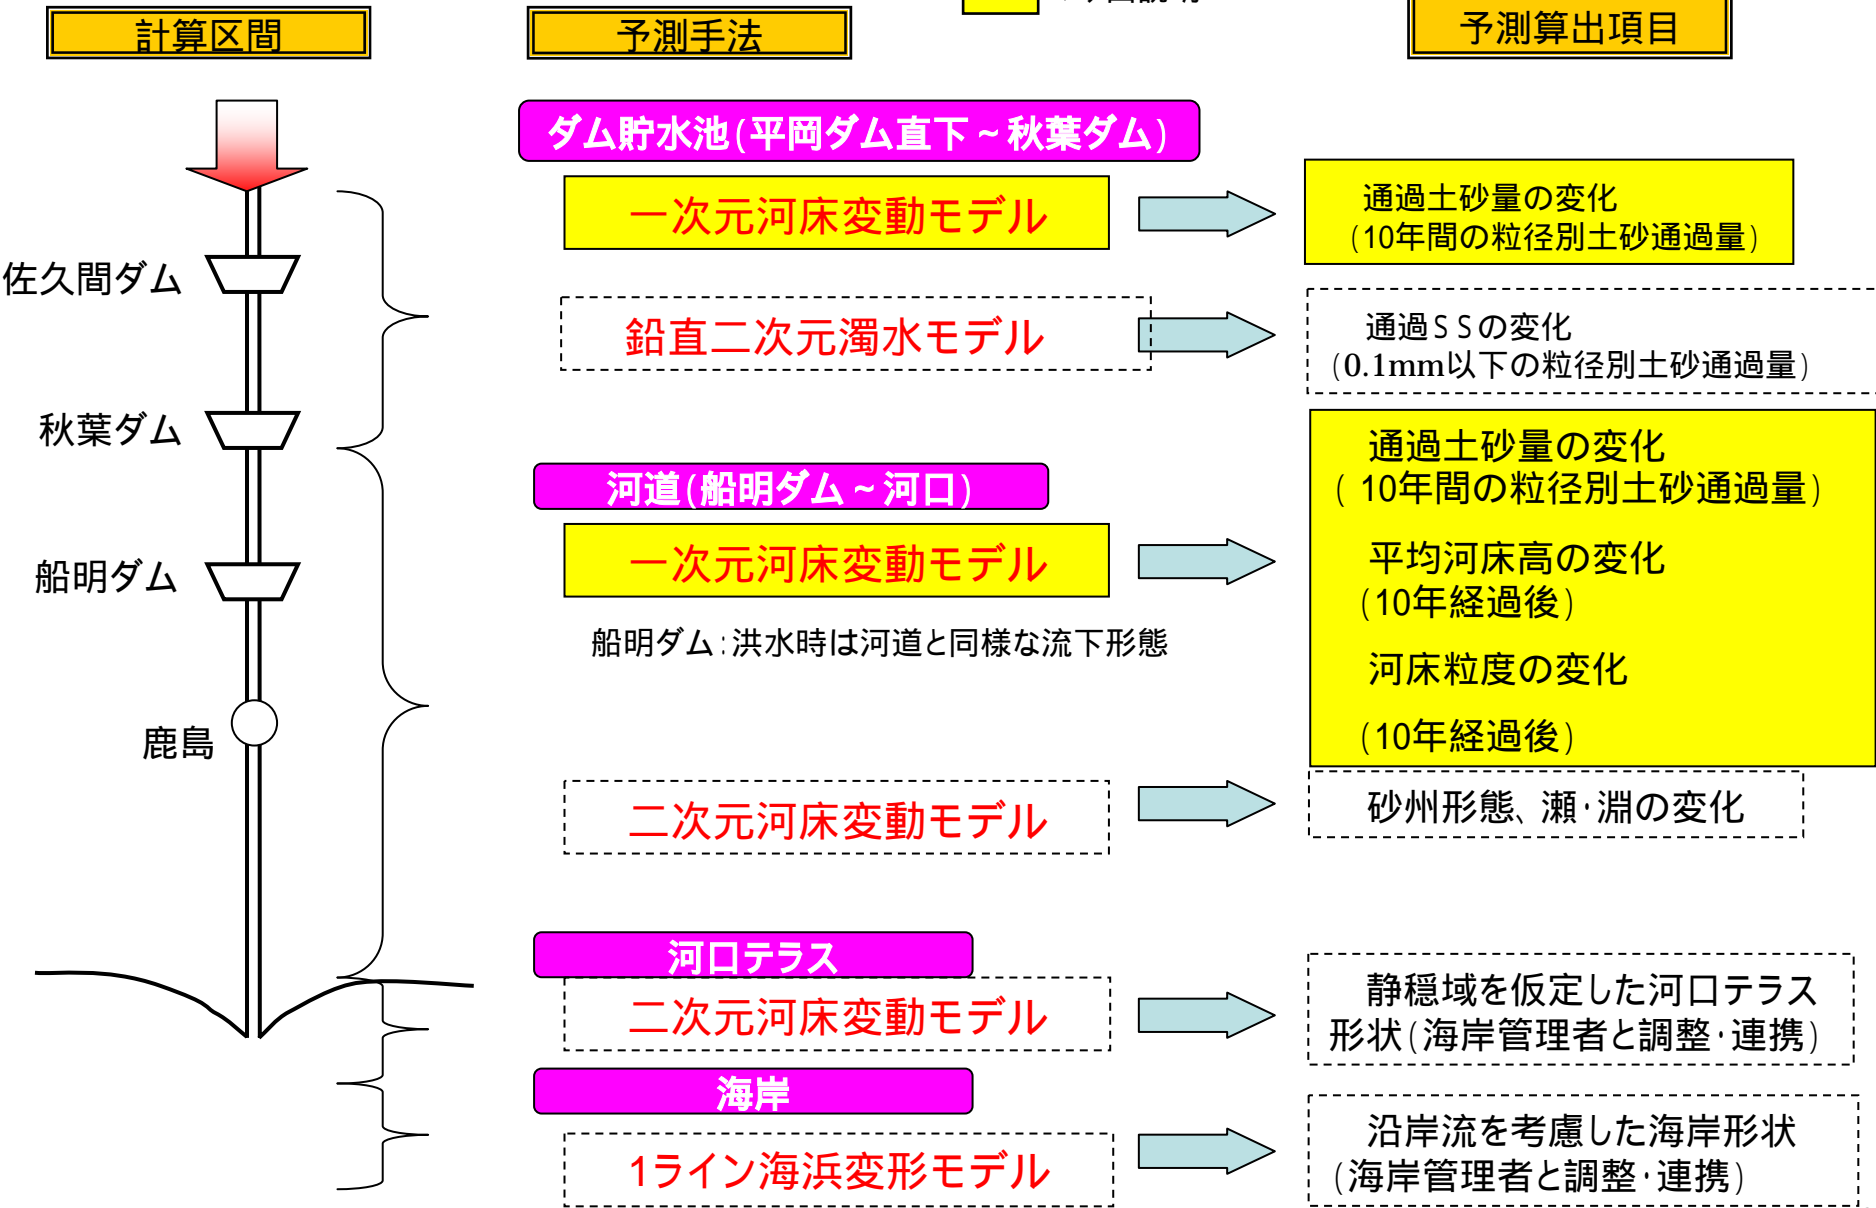 計算区間
予測手法
予測算出項目
ダム貯水池(平岡ダム直下~秋葉ダム)
一次元河床変動モデル
通過土砂量の変化
(10年間の粒径別土砂通過量)
佐久間ダム
鉛直二次元濁水モデル
通過SSの変化
(0.1mm以下の粒径別土砂通過量)
秋葉ダム
河道(船明ダム~河口)
通過土砂量の変化
( 10年間の粒径別土砂通過量)
船明ダム
一次元河床変動モデル
平均河床高の変化
(10年経過後)
船明ダム:洪水時は河道と同様な流下形態
河床粒度の変化
(10年経過後)
鹿島
二次元河床変動モデル
砂州形態、瀬・淵の変化
河口テラス
二次元河床変動モデル
静穏域を仮定した河口テラス
形状(海岸管理者と調整・連携)
海岸
1ライン海浜変形モデル
沿岸流を考慮した海岸形状
(海岸管理者と調整・連携)